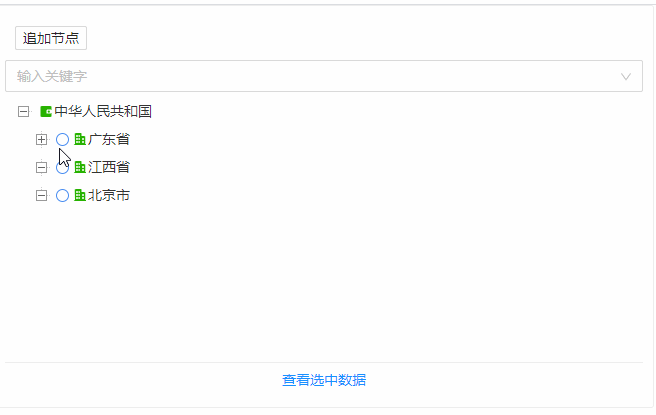 追加节点
输入关键字
中华人民共和国
广东省
江西省
北京市
查看选中数据